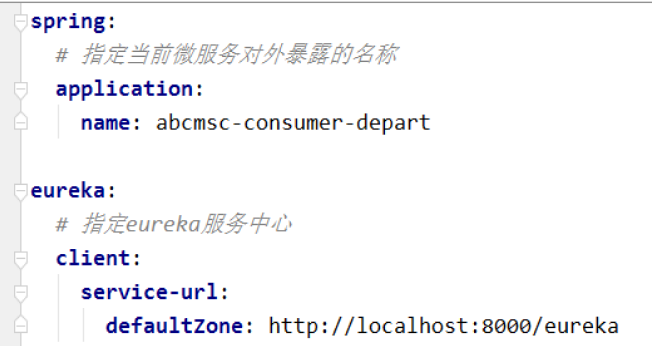 spring:
# 指定当前微服务对外暴露的名称
application:
name: abcmsc-consumer-depart
eureka:
# 指定eureka服务中心
client:
service-url:
defaultZone: http://localhost:8000/eureka